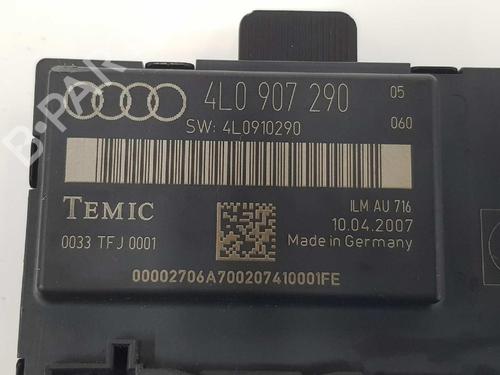 4L0 907 290 05
SW: 4L0910290 060
TEMIC ILM AU 716
0033 TFJ 0001 10.04.2007
Made in Germany
00002706A700207410001FE
B-PARTS